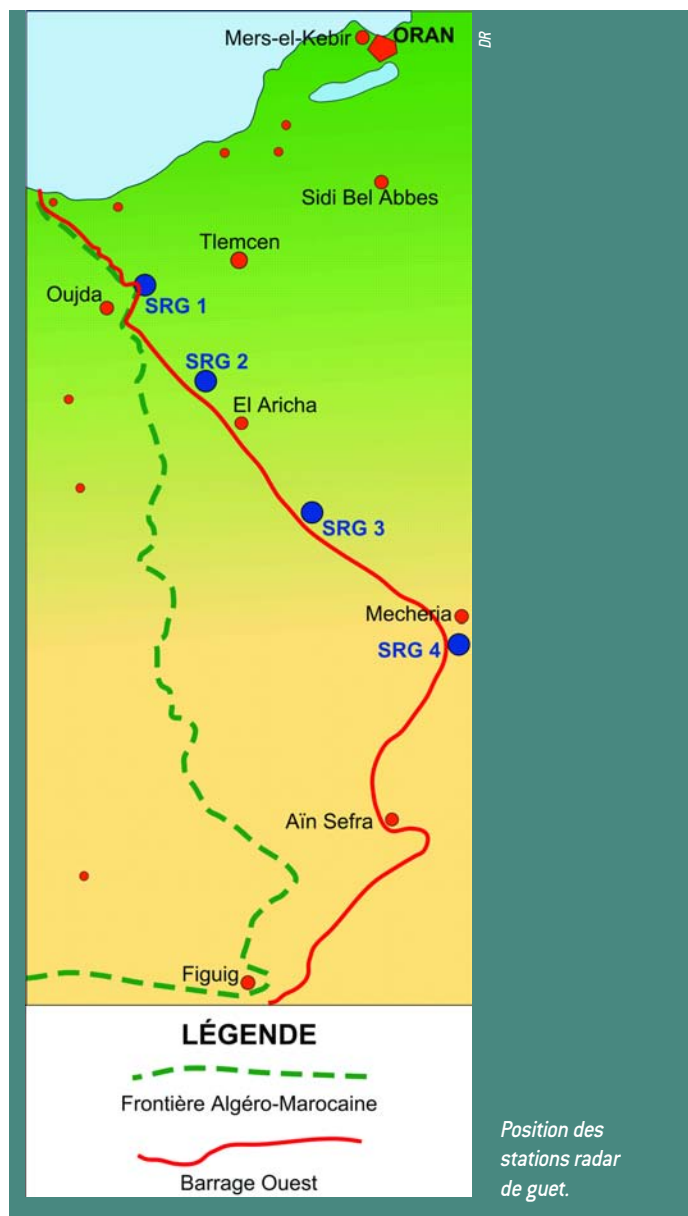 Mers-el-Kebir
ORAN
DR
Sidi Bel Abbes
Tlemcen
Oujda
SRG 1
SRG 2
El Aricha
SRG 3
Mecheria
SRG 4
Aïn Sefra
Figuig
LÉGENDE
Frontière Algéro-Marocaine
Barrage Ouest
Position des
stations radar
de guet.